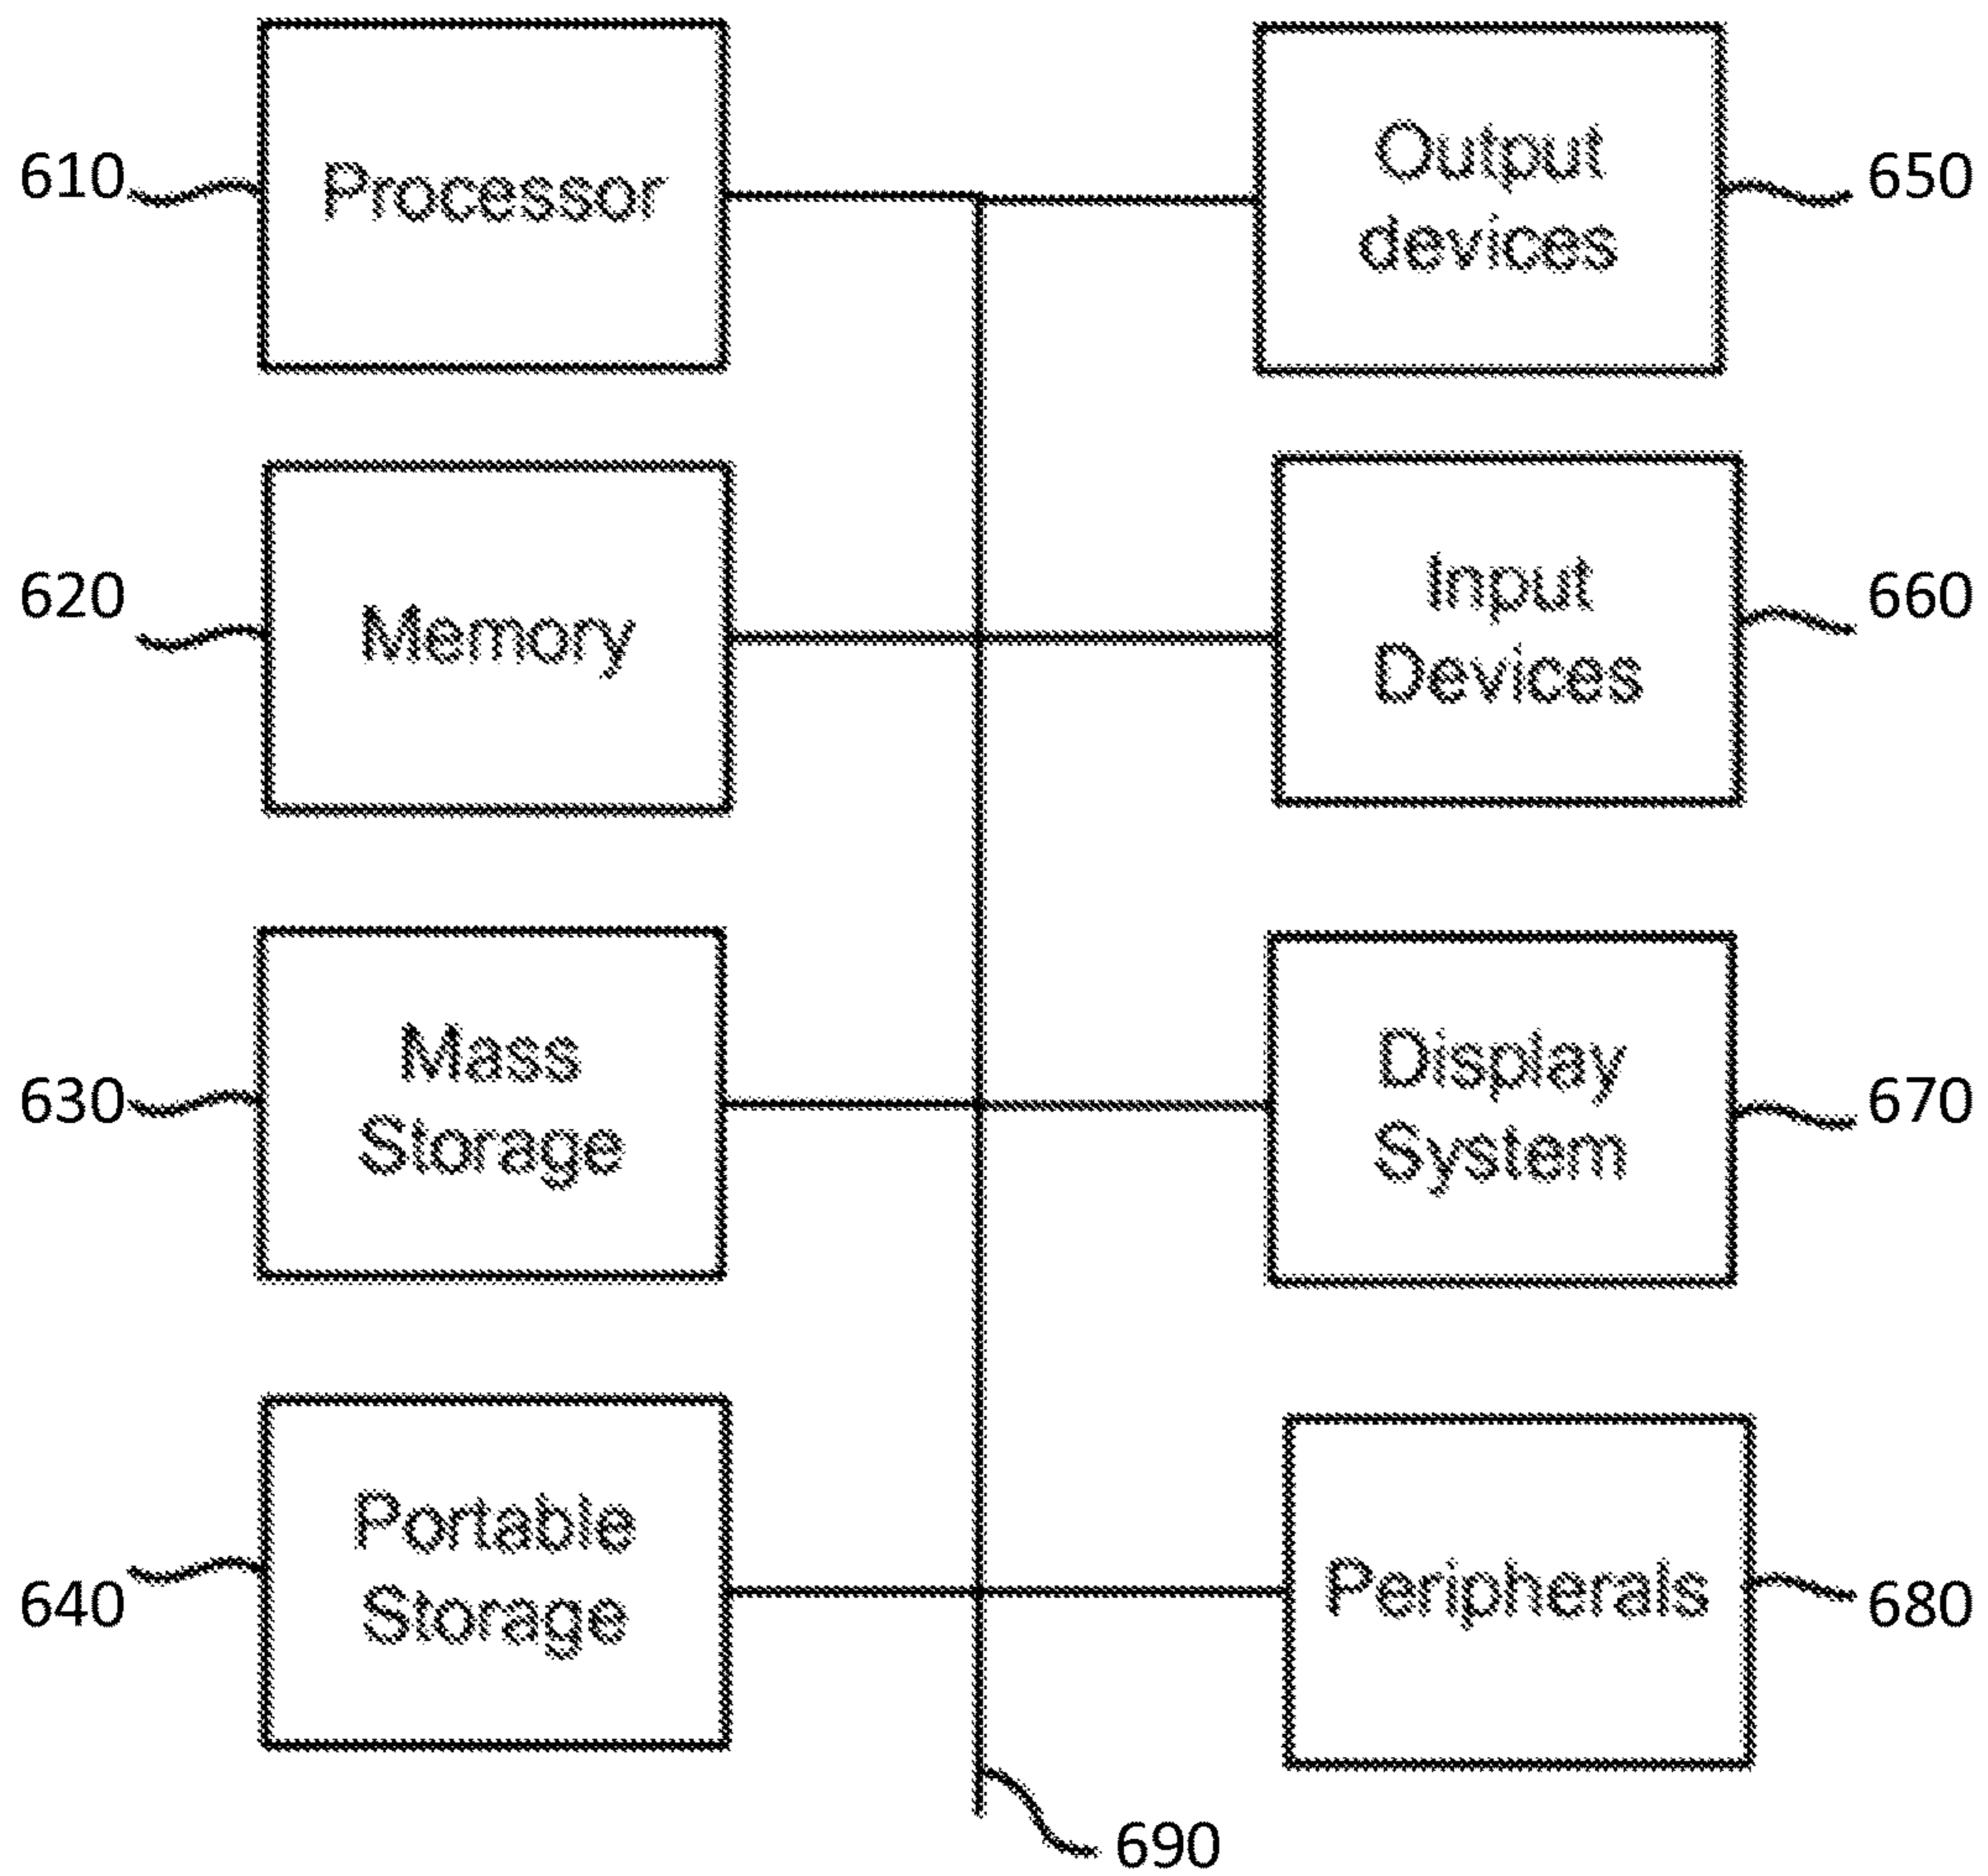 610
Processor
Output
devices
650
620
Memory
Input
Devices
660
630
Mass
Storage
Display
System
670
640
Portable
Storage
Peripherals
680
690